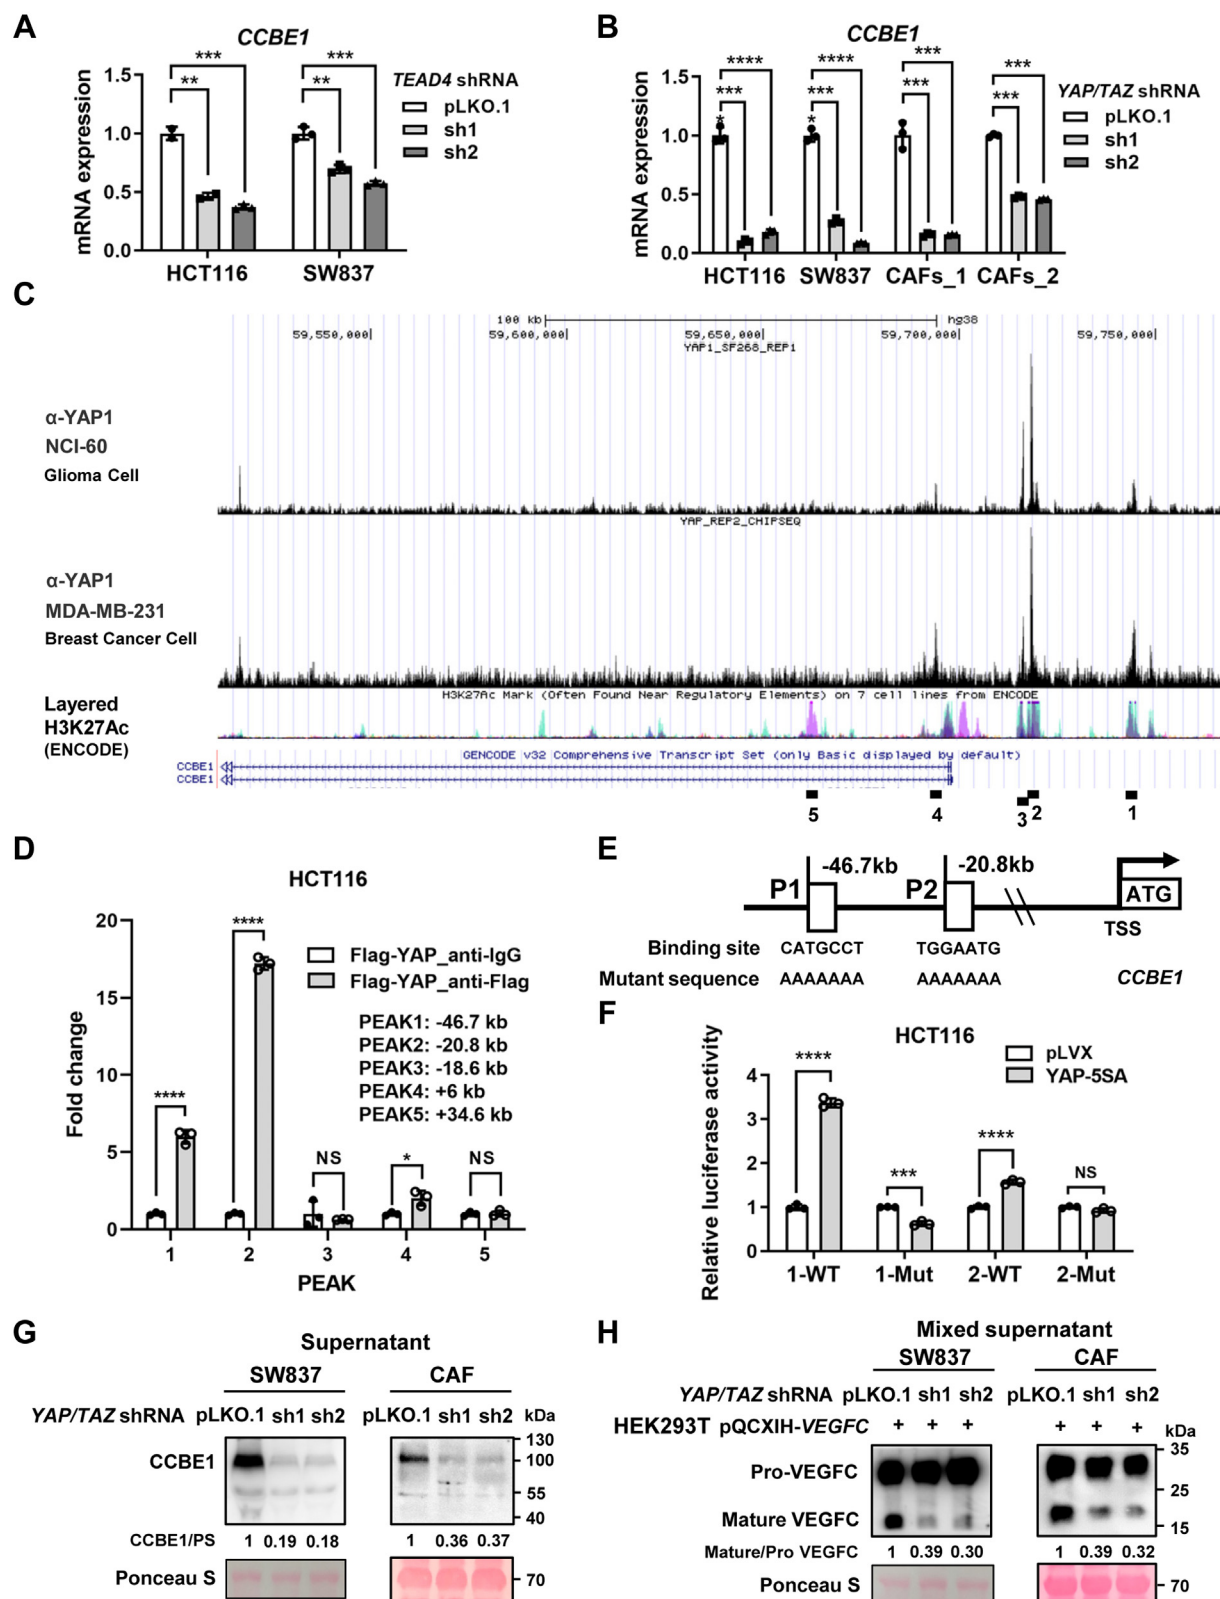 A
CCBE1
mRNA expression
1.5
1.0
0.5
0.0
** *** ** ***
TEAD4 shRNA
pLKO.1
sh1
sh2
HCT116 SW837
B
CCBE1
mRNA expression
1.5
1.0
0.5
0.0
**** **** *** ***
*** *** *** ***
* *
YAP/TAZ shRNA
pLKO.1
sh1
sh2
HCT116 SW837 CAFs_1 CAFs_2
C
100 kb hg38
59,550,000 59,600,000 59,650,000 59,700,000 59,750,000
YAP1_SF268_REP1
α-YAP1
NCI-60
Glioma Cell
YAP_REP2_CHIPSEQ
α-YAP1
MDA-MB-231
Breast Cancer Cell
H3K27Ac Mark (Often Found Near Regulatory Elements) on 7 cell lines from ENCODE
Layered
H3K27Ac
(ENCODE)
GENCODE v32 Comprehensive Transcript Set (only Basic displayed by default)
CCBE1
CCBE1
5 4 3 2 1
D
HCT116
Fold change
20
15
10
5
0
**** **** NS * NS
Flag-YAP_anti-IgG
Flag-YAP_anti-Flag
PEAK1: -46.7 kb
PEAK2: -20.8 kb
PEAK3: -18.6 kb
PEAK4: +6 kb
PEAK5: +34.6 kb
1 2 3 4 5
PEAK
E
-46.7kb -20.8kb
P1 P2 ATG
TSS
Binding site CATGCCT TGGAATG
Mutant sequence AAAAAAA AAAAAAA CCBE1
F
HCT116
pLVX
YAP-5SA
Relative luciferase activity
4
3
2
1
0
**** *** **** NS
1-WT 1-Mut 2-WT 2-Mut
G
Supernatant
SW837 CAF
YAP/TAZ shRNA pLKO.1 sh1 sh2 pLKO.1 sh1 sh2 kDa
CCBE1
130
100
55
40
CCBE1/PS 1 0.19 0.18 1 0.36 0.37
Ponceau S 70
H
Mixed supernatant
SW837 CAF
YAP/TAZ shRNA pLKO.1 sh1 sh2 pLKO.1 sh1 sh2
HEK293T pQCXIH-VEGFC + + + + + + kDa
Pro-VEGFC
Mature VEGFC
35
25
15
Mature/Pro VEGFC 1 0.39 0.30 1 0.39 0.32
Ponceau S 70